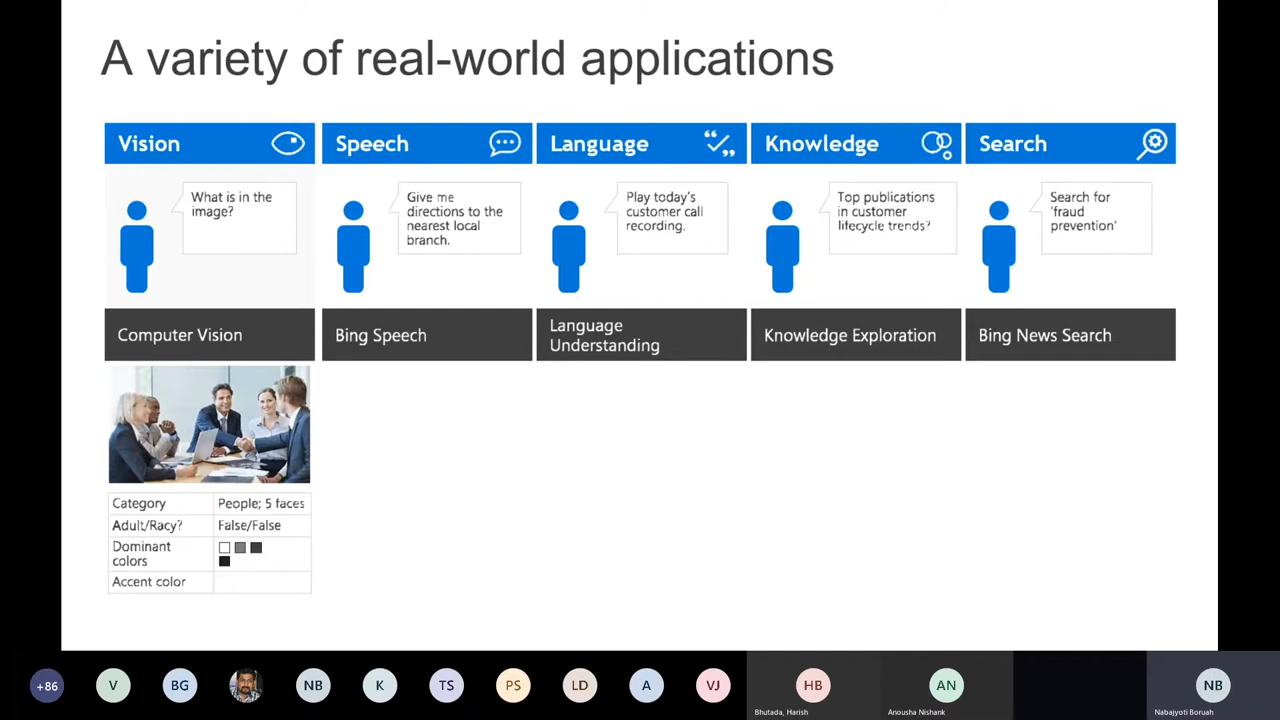 A variety of real-world applications
Vision
Speech
Language
Knowledge
Search
What is in the
image?
Give me
directions to the
nearest local
branch.
Play today's
customer call
recording.
Top publications
in customer
lifecycle trends?
Search for
'fraud
prevention'
Computer Vision
Bing Speech
Language
Understanding
Knowledge Exploration
Bing News Search
Category People; 5 faces
Adult/Racy? False/False
Dominant
colors
Accent color
+86
V
BG
NB
K
TS
PS
LD
A
VJ
HB
AN
NB
Bhutada, Harish
Anousha Nishank
Nabajyoti Boruah